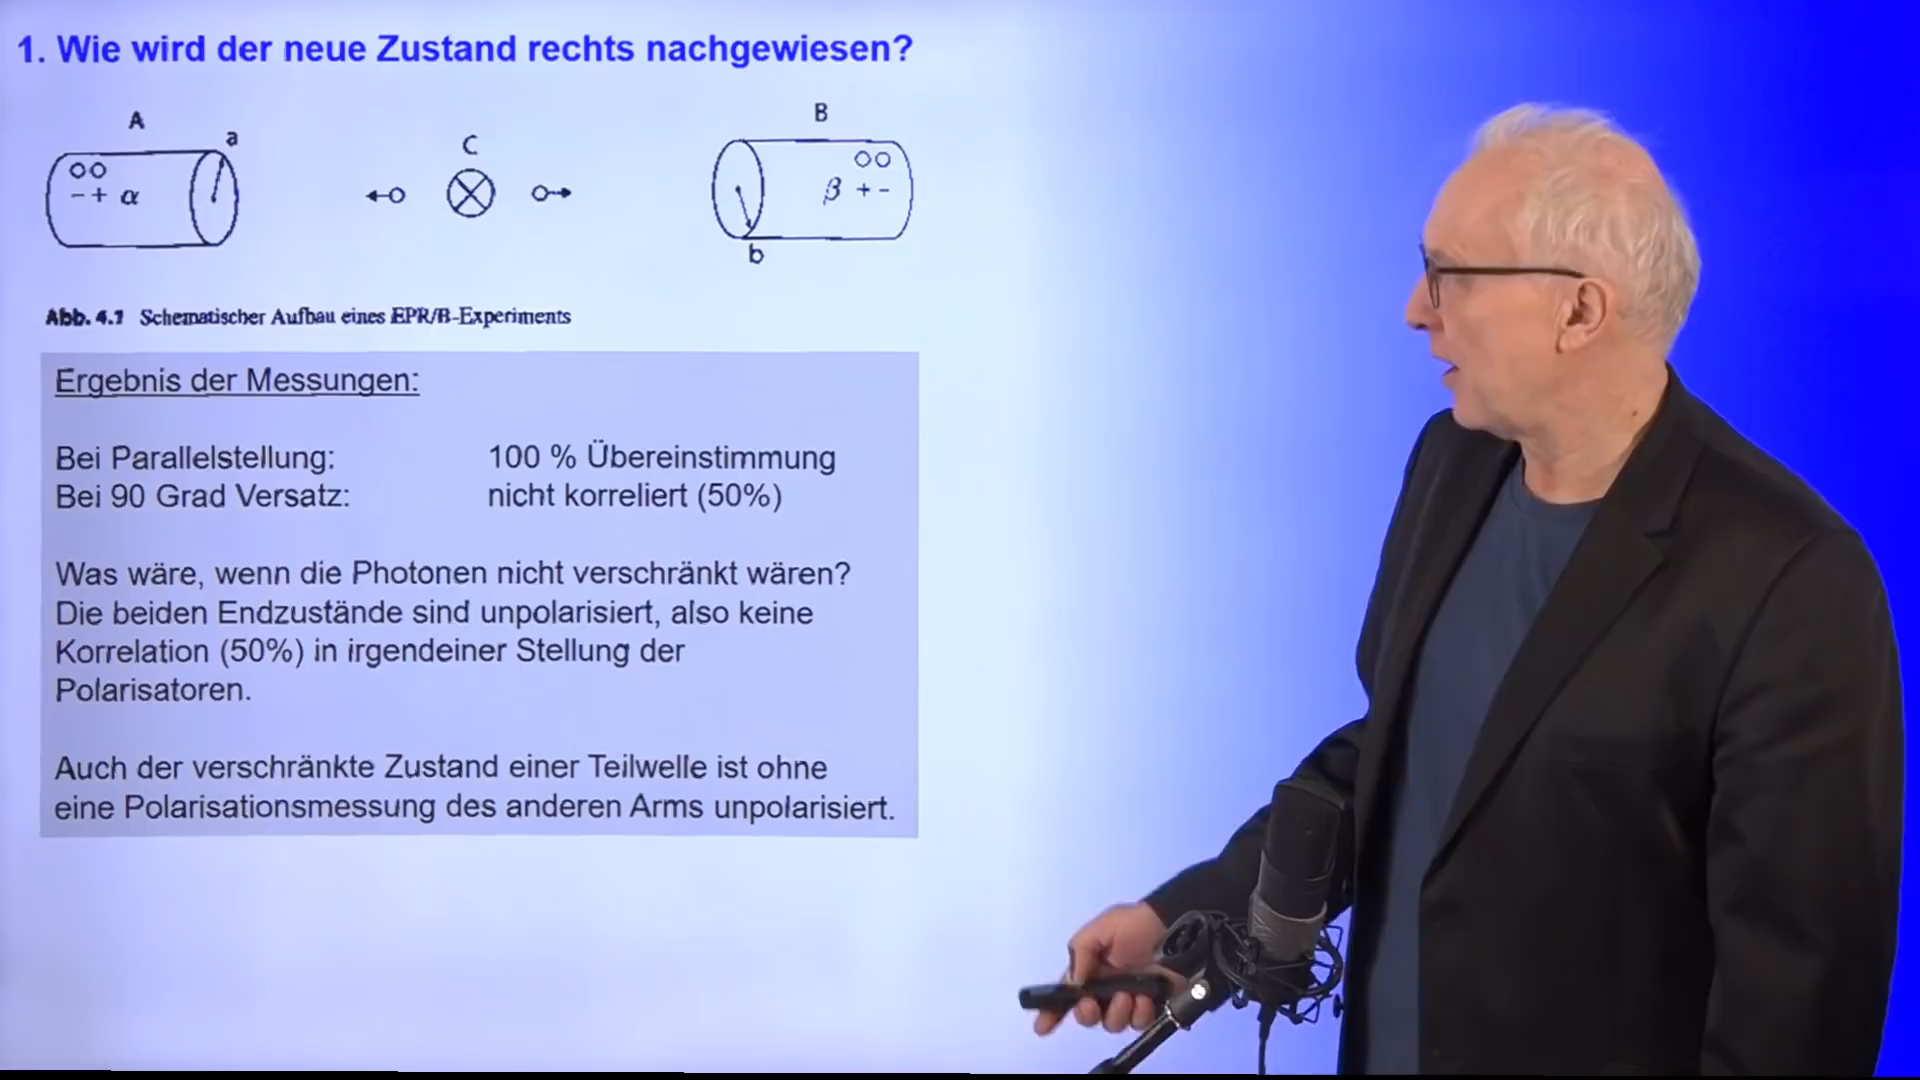 1. Wie wird der neue Zustand rechts nachgewiesen?
A
a
- + α
C
B
β + -
b
Abb. 4.1 Schematischer Aufbau eines EPR/B-Experiments
Ergebnis der Messungen:
Bei Parallelstellung: 100 % Übereinstimmung
Bei 90 Grad Versatz: nicht korreliert (50%)
Was wäre, wenn die Photonen nicht verschränkt wären?
Die beiden Endzustände sind unpolarisiert, also keine
Korrelation (50%) in irgendeiner Stellung der
Polarisatoren.
Auch der verschränkte Zustand einer Teilwelle ist ohne
eine Polarisationsmessung des anderen Arms unpolarisiert.